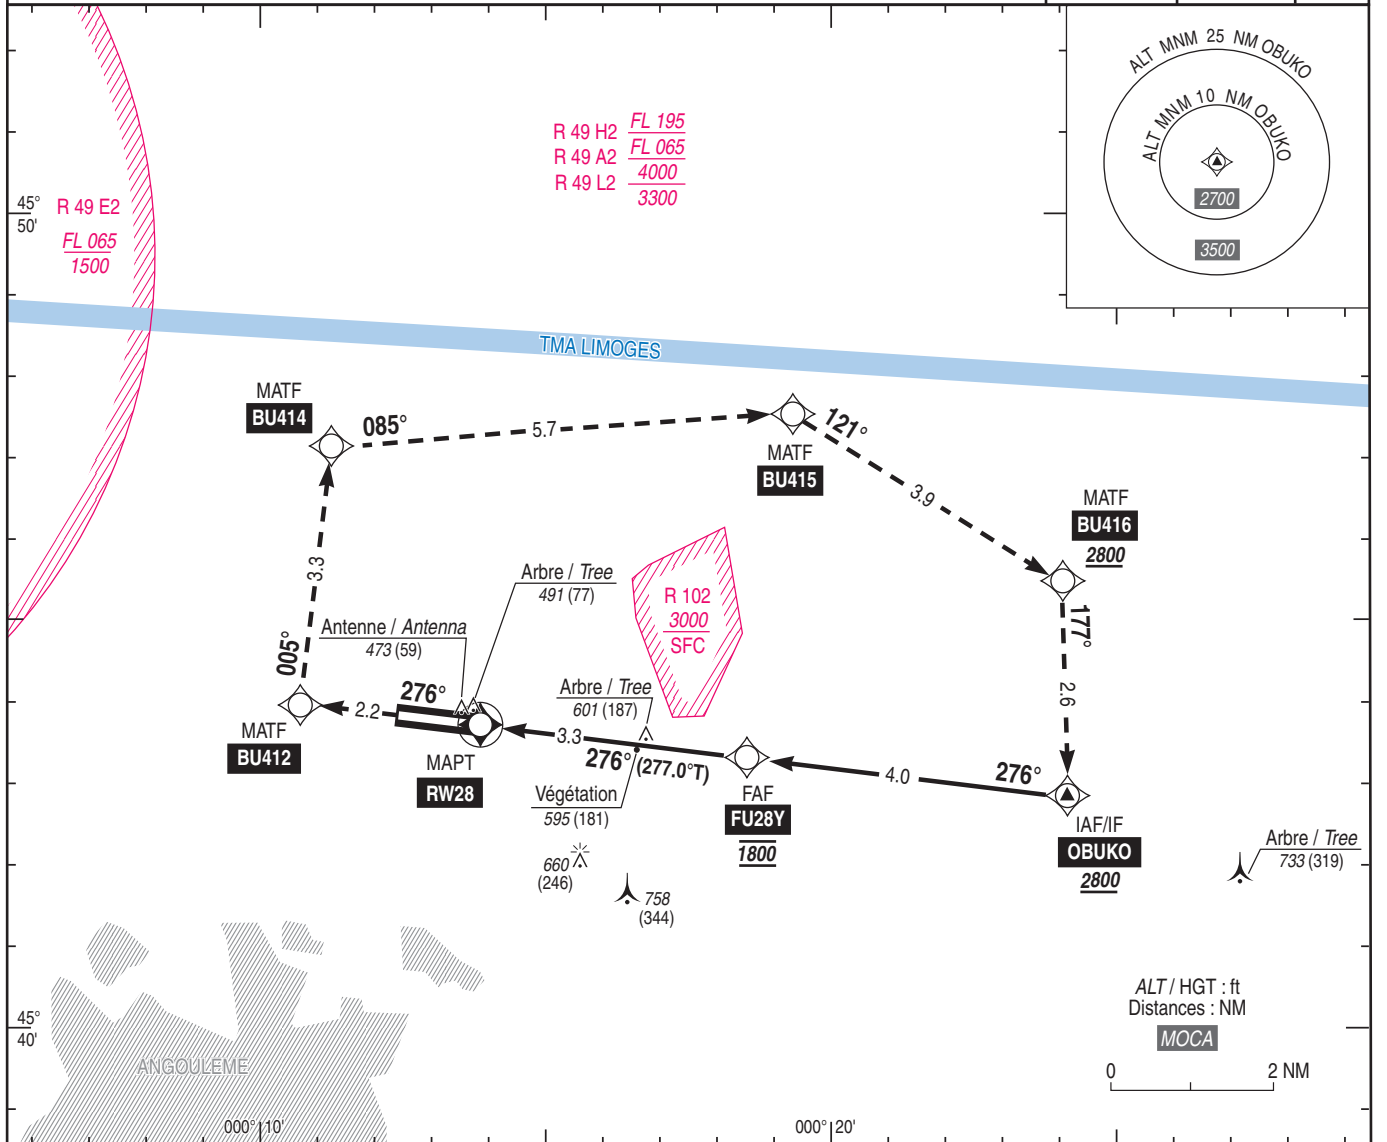 ALT MNM 25 NM OBUKO
ALT MNM 10 NM OBUKO
2700
3500
R 49 H2 FL 195
R 49 A2 FL 065
4000
R 49 L2
3300
45°
50'
R 49 E2
FL 065
1500
TMA LIMOGES
MATF
BU414
085°
5.7
121°
MATF
BU415
3.9
MATF
BU416
2800
177°
2.6
3.3
005°
Arbre / Tree
491 (77)
R 102
3000
SFC
Antenne / Antenna
473 (59)
276°
2.2
MATF
BU412
MAPT
RW28
Arbre / Tree
601 (187)
3.3
276° (277.0°T)
Végétation
595 (181)
FAF
FU28Y
1800
4.0
276°
IAF/IF
OBUKO
2800
Arbre / Tree
733 (319)
660
(246)
758
(344)
ALT / HGT : ft
Distances : NM
MOCA
0 2 NM
45°
40'
ANGOULEME
000° 10'
000° 20'